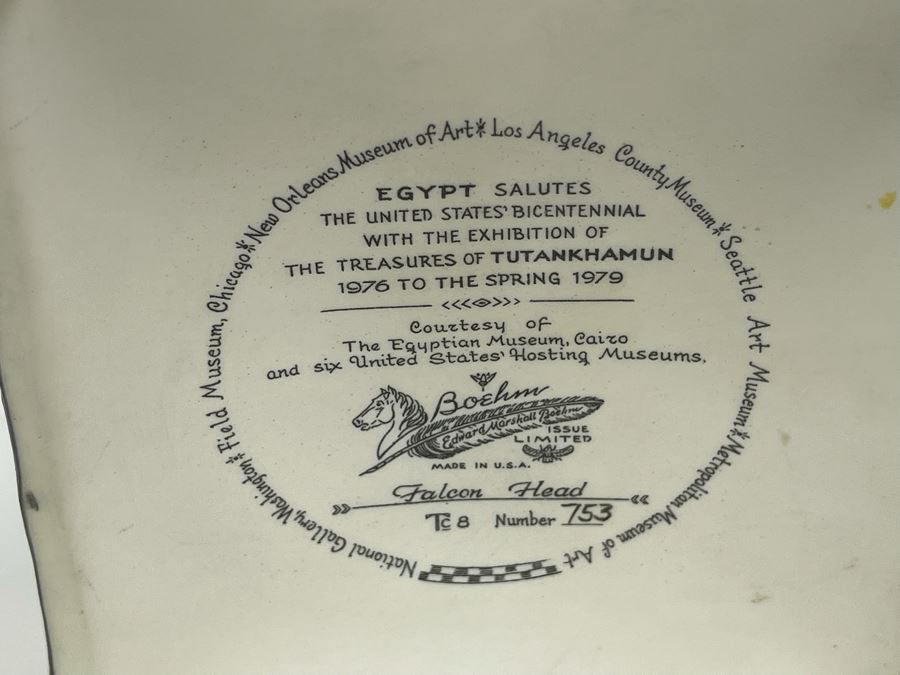 National Gallery, Washington * Field Museum, Chicago * New Orleans Museum of Art * Los Angeles County Museum * Seattle Art Museum * Metropolitan Museum of Art
EGYPT SALUTES
THE UNITED STATES' BICENTENNIAL
WITH THE EXHIBITION OF
THE TREASURES OF TUTANKHAMUN
1976 TO THE SPRING 1979
Courtesy of
The Egyptian Museum, Cairo
and six United States' Hosting Museums.
Boehm
Edward Marshall Boehm
ISSUE
LIMITED
MADE IN U.S.A.
Falcon Head
Tc 8 Number 753